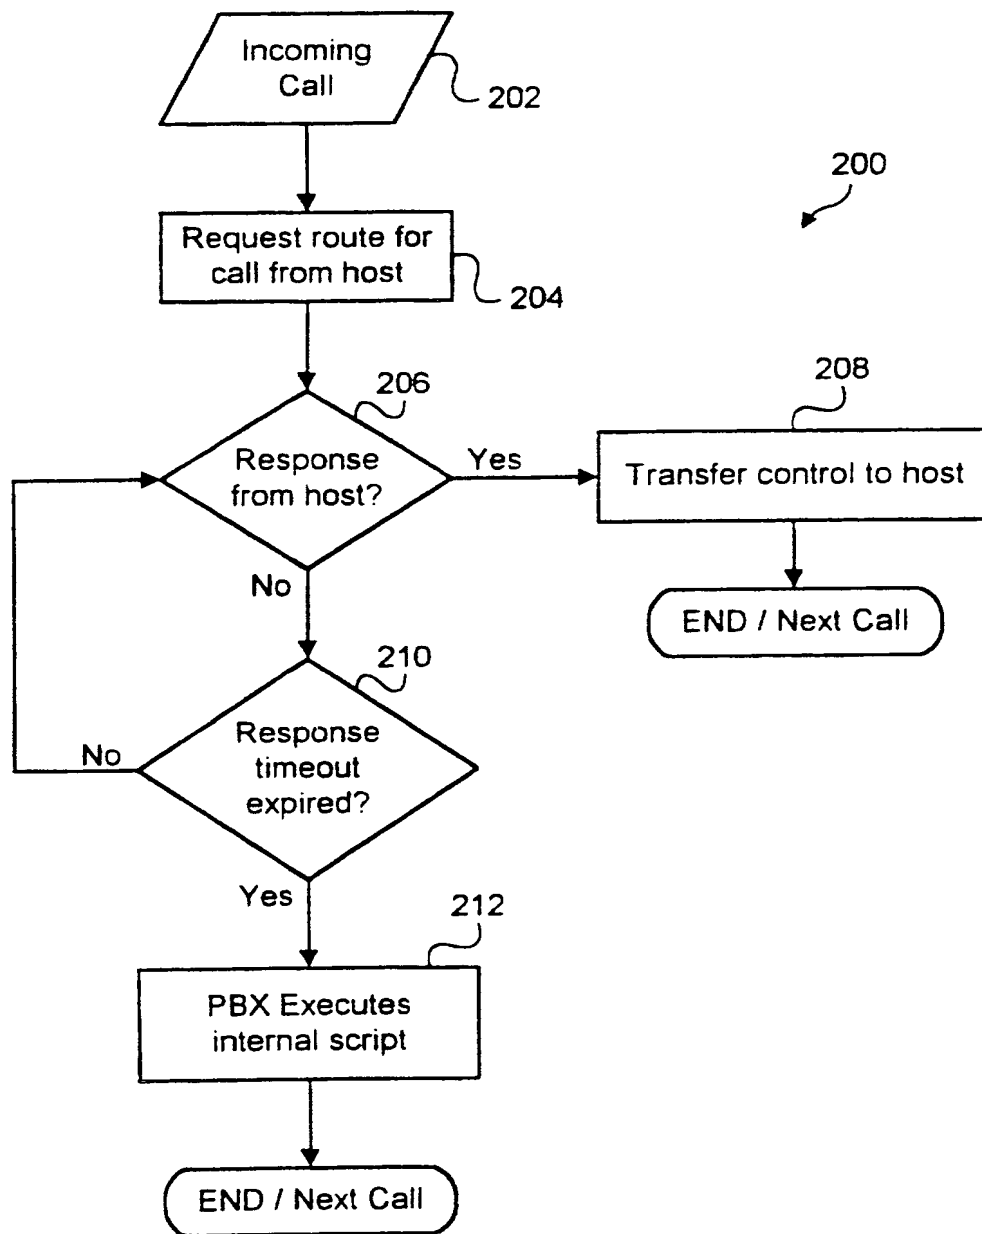 Incoming
Call
202
200
Request route for
call from host
204
206
208
Response
from host?
Yes
Transfer control to host
No
END / Next Call
210
Response
timeout
expired?
No
Yes
212
PBX Executes
internal script
END / Next Call